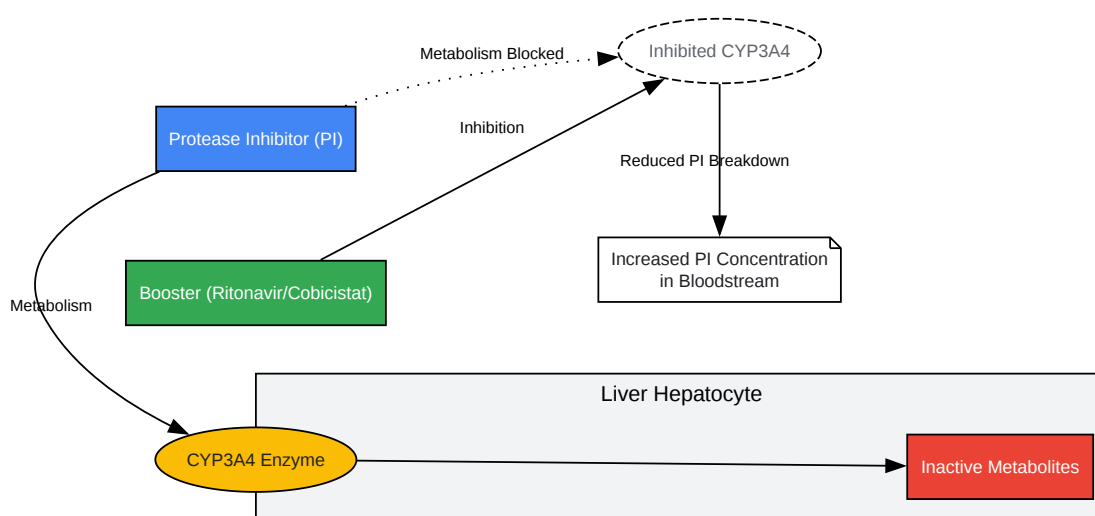 Metabolism Blocked
Inhibited CYP3A4
Protease Inhibitor (PI)
Inhibition
Reduced PI Breakdown
Increased PI Concentration
in Bloodstream
Booster (Ritonavir/Cobicistat)
Metabolism
Liver Hepatocyte
CYP3A4 Enzyme
Inactive Metabolites